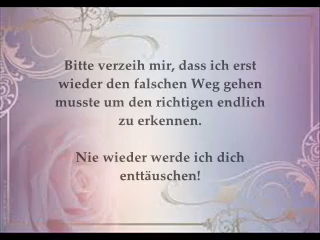 Bitte verzeih mir, dass ich erst
wieder den falschen Weg gehen
musste um den richtigen endlich
zu erkennen.
Nie wieder werde ich dich
enttäuschen!